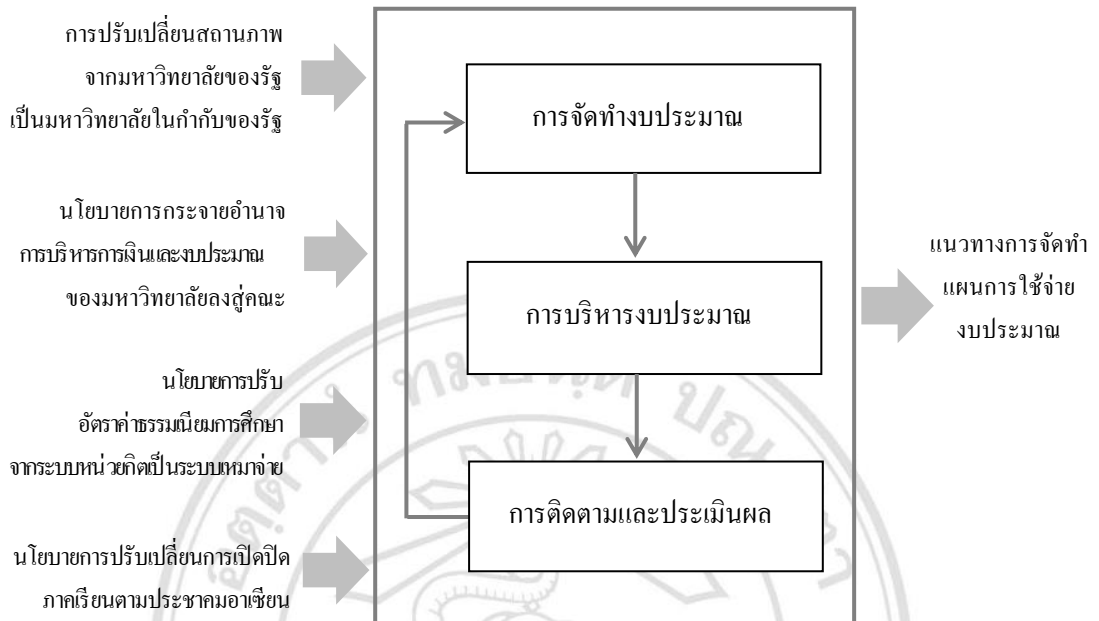 การปรับเปลี่ยนสถานภาพ
จากมหาวิทยาลัยของรัฐ
เป็นมหาวิทยาลัยในกำกับของรัฐ
นโยบายการกระจายอำนาจ
การบริหารการเงินและงบประมาณ
ของมหาวิทยาลัยลงสู่คณะ
นโยบายการปรับ
อัตราค่าธรรมเนียมการศึกษา
จากระบบหน่วยกิตเป็นระบบเหมาจ่าย
นโยบายการปรับเปลี่ยนการเปิดปิด
ภาคเรียนตามประชาคมอาเซียน
การจัดทำงบประมาณ
การบริหารงบประมาณ
การติดตามและประเมินผล
แนวทางการจัดทำ
แผนการใช้จ่าย
งบประมาณ